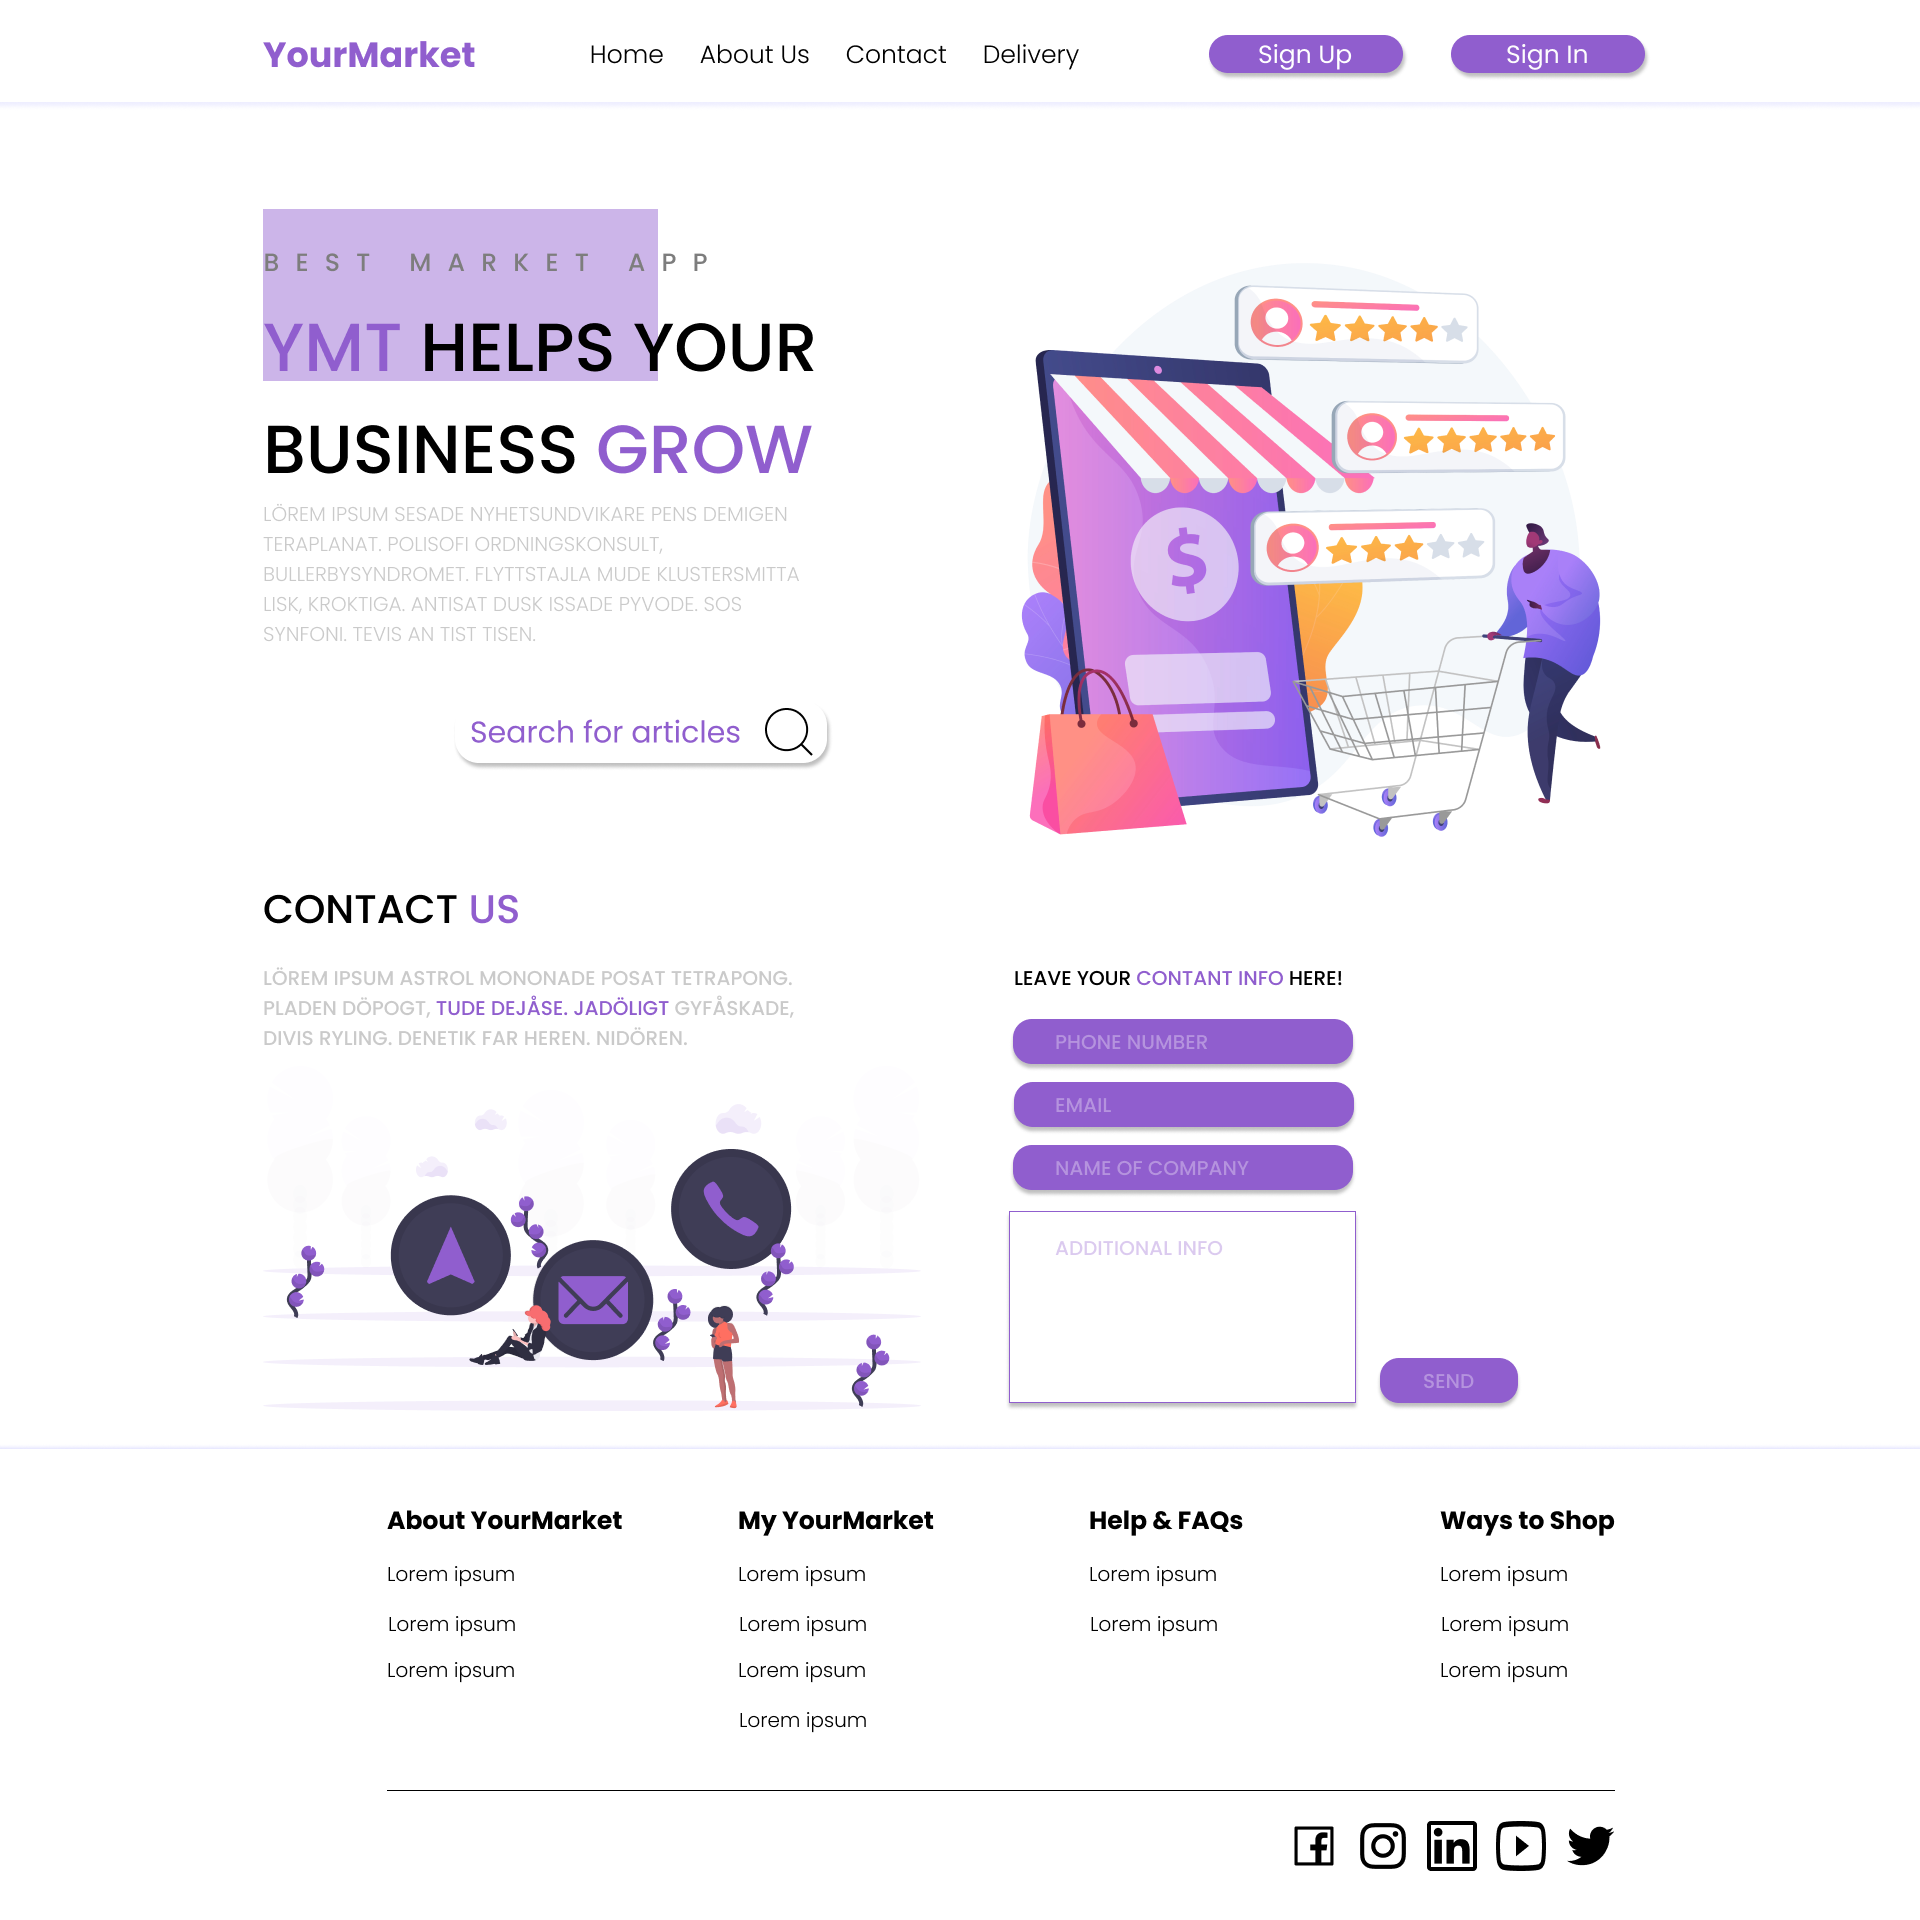 YourMarket
Home
About Us
Contact
Delivery
Sign Up
Sign In
BEST MARKET APP
YMT HELPS YOUR
BUSINESS GROW
LÖREM IPSUM SESADE NYHETSUNDVIKARE PENS DEMIGEN
TERAPLANAT. POLISOFI ORDNINGSKONSULT,
BULLERBYSYNDROMET. FLYTTSTAJLA MUDE KLUSTERSMITTA
LISK, KROKTIGA. ANTISAT DUSK ISSADE PYVODE. SOS
SYNFONI. TEVIS AN TIST TISEN.
Search for articles
$
CONTACT US
LÖREM IPSUM ASTROL MONONADE POSAT TETRAPONG.
PLADEN DÖPOGT, TUDE DEJÅSE. JADÖLIGT GYFÅSKADE,
DIVIS RYLING. DENETIK FAR HEREN. NIDÖREN.
LEAVE YOUR CONTANT INFO HERE!
PHONE NUMBER
EMAIL
NAME OF COMPANY
ADDITIONAL INFO
SEND
About YourMarket
Lorem ipsum
Lorem ipsum
Lorem ipsum
My YourMarket
Lorem ipsum
Lorem ipsum
Lorem ipsum
Lorem ipsum
Help & FAQs
Lorem ipsum
Lorem ipsum
Ways to Shop
Lorem ipsum
Lorem ipsum
Lorem ipsum